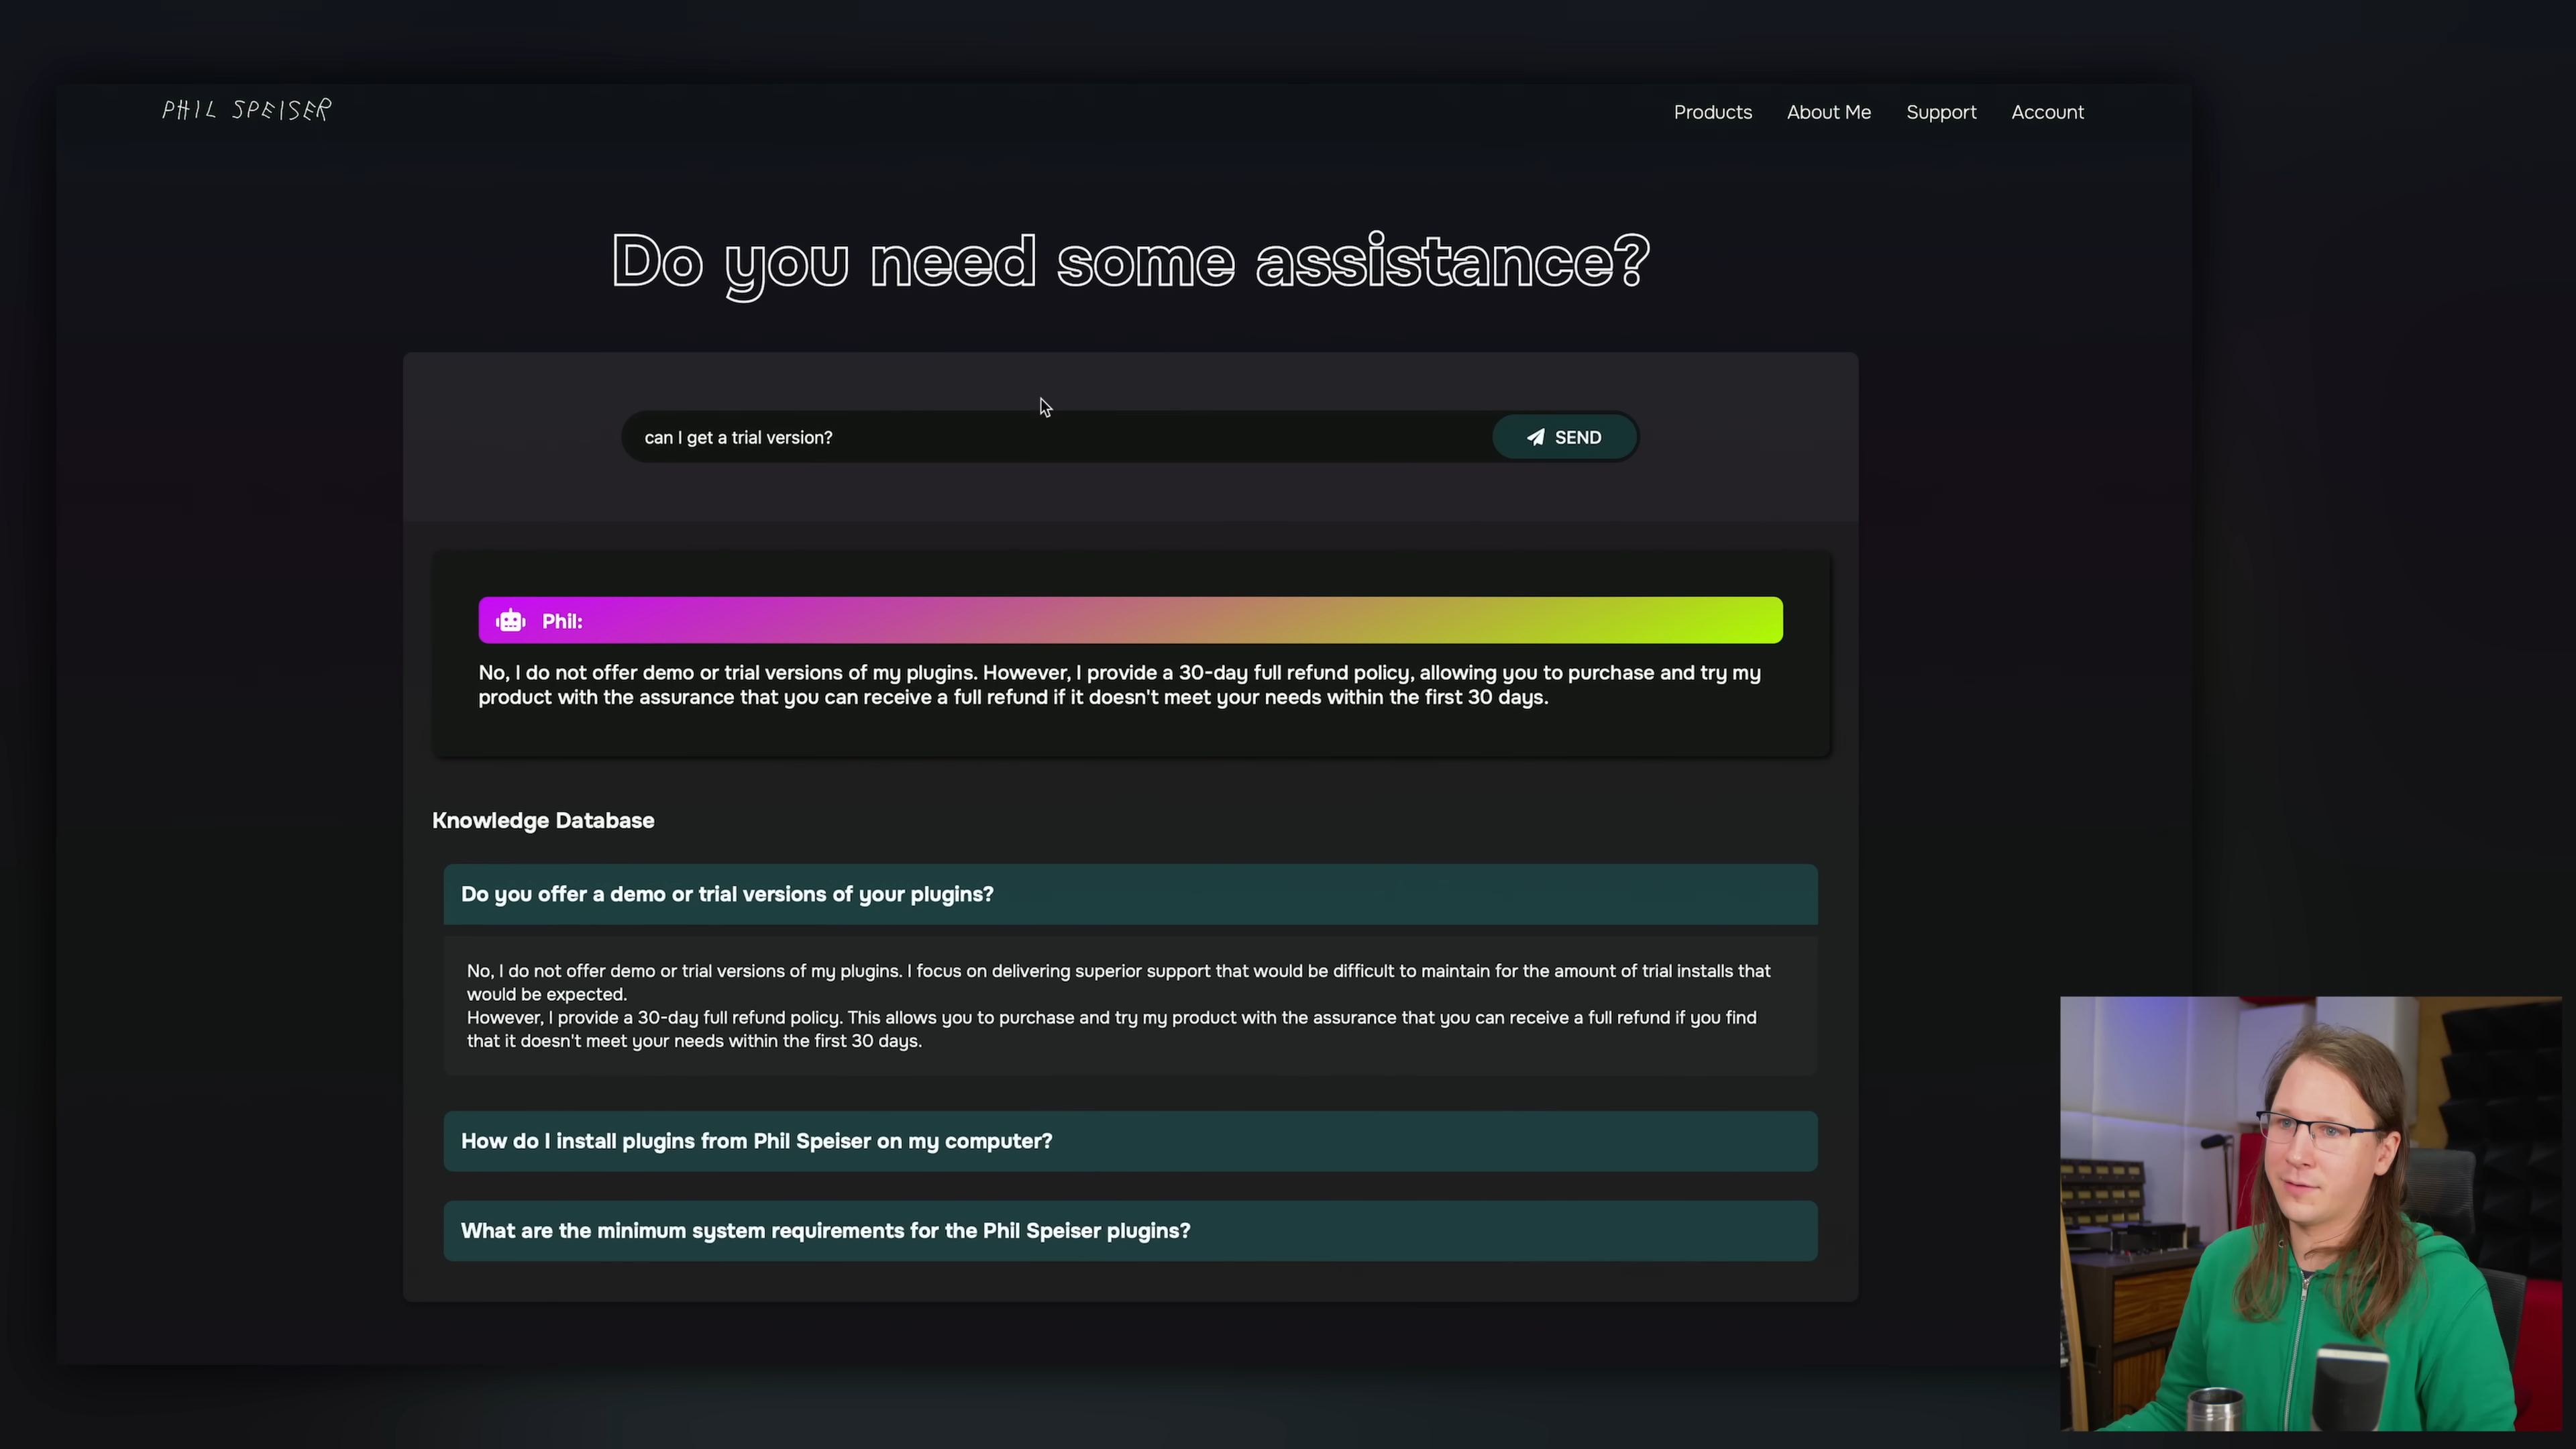 PHIL SPEISER
Products
About Me
Support
Account
Do you need some assistance?
can I get a trial version?
SEND
Phil:
No, I do not offer demo or trial versions of my plugins. However, I provide a 30-day full refund policy, allowing you to purchase and try my
product with the assurance that you can receive a full refund if it doesn't meet your needs within the first 30 days.
Knowledge Database
Do you offer a demo or trial versions of your plugins?
No, I do not offer demo or trial versions of my plugins. I focus on delivering superior support that would be difficult to maintain for the amount of trial installs that
would be expected.
However, I provide a 30-day full refund policy. This allows you to purchase and try my product with the assurance that you can receive a full refund if you find
that it doesn't meet your needs within the first 30 days.
How do I install plugins from Phil Speiser on my computer?
What are the minimum system requirements for the Phil Speiser plugins?